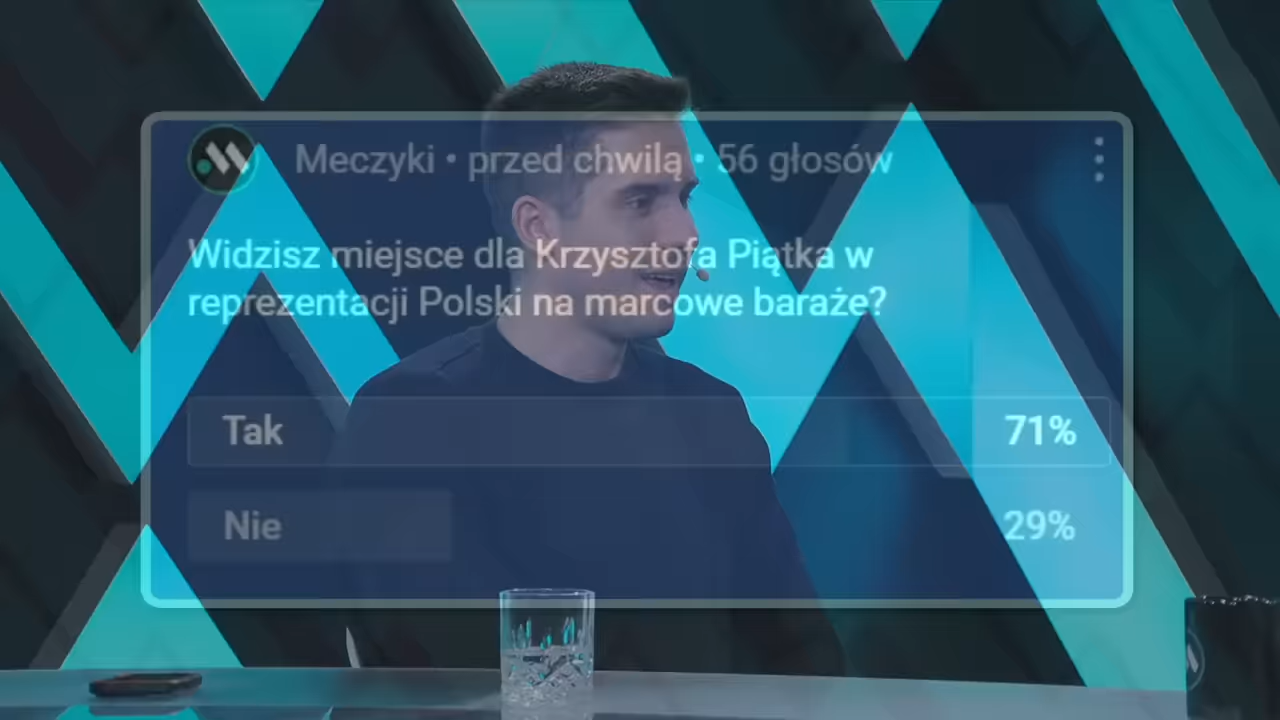 Meczyki • przed chwilą • 56 głosów
Widzisz miejsce dla Krzysztofa Piątka w
reprezentacji Polski na marcowe baraże?
Tak 71%
Nie 29%